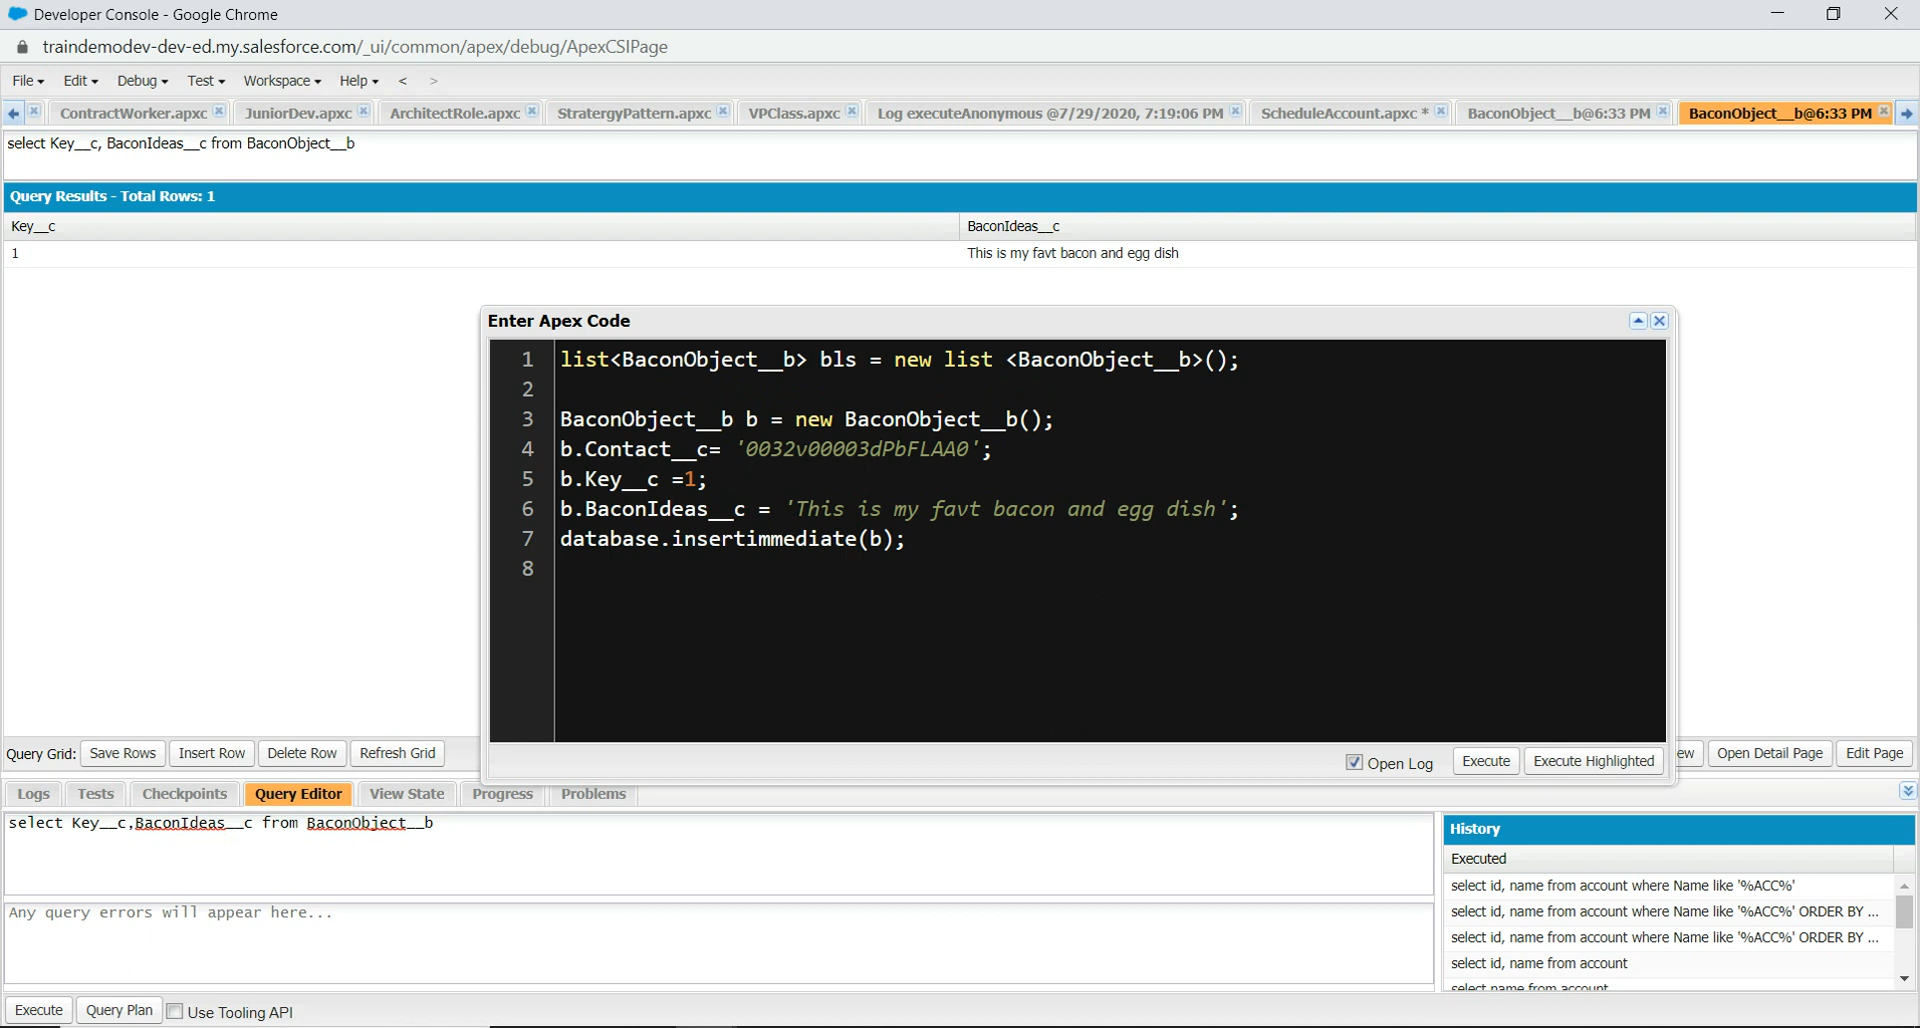 Developer Console - Google Chrome
traindemodev-dev-ed.my.salesforce.com/_ui/common/apex/debug/ApexCSIPage
File Edit Debug Test Workspace Help < >
ContractWorker.apxc JuniorDev.apxc ArchitectRole.apxc StratergyPattern.apxc VPClass.apxc Log executeAnonymous @7/29/2020, 7:19:06 PM ScheduleAccount.apxc * BaconObject__b@6:33 PM BaconObject__b@6:33 PM
select Key__c, BaconIdeas__c from BaconObject__b
Query Results - Total Rows: 1
Key__c BaconIdeas__c
1 This is my favt bacon and egg dish
Enter Apex Code
1 list<BaconObject__b> bls = new list <BaconObject__b>();
2
3 BaconObject__b b = new BaconObject__b();
4 b.Contact__c= '0032v00003dPbFLAA0';
5 b.Key__c =1;
6 b.BaconIdeas__c = 'This is my favt bacon and egg dish';
7 database.insertimmediate(b);
8
Open Log Execute Execute Highlighted
Query Grid: Save Rows Insert Row Delete Row Refresh Grid ew Open Detail Page Edit Page
Logs Tests Checkpoints Query Editor View State Progress Problems
select Key__c,BaconIdeas__c from BaconObject__b
Any query errors will appear here...
History
Executed
select id, name from account where Name like '%ACC%'
select id, name from account where Name like '%ACC%' ORDER BY ...
select id, name from account where Name like '%ACC%' ORDER BY ...
select id, name from account
select name from account
Execute Query Plan Use Tooling API